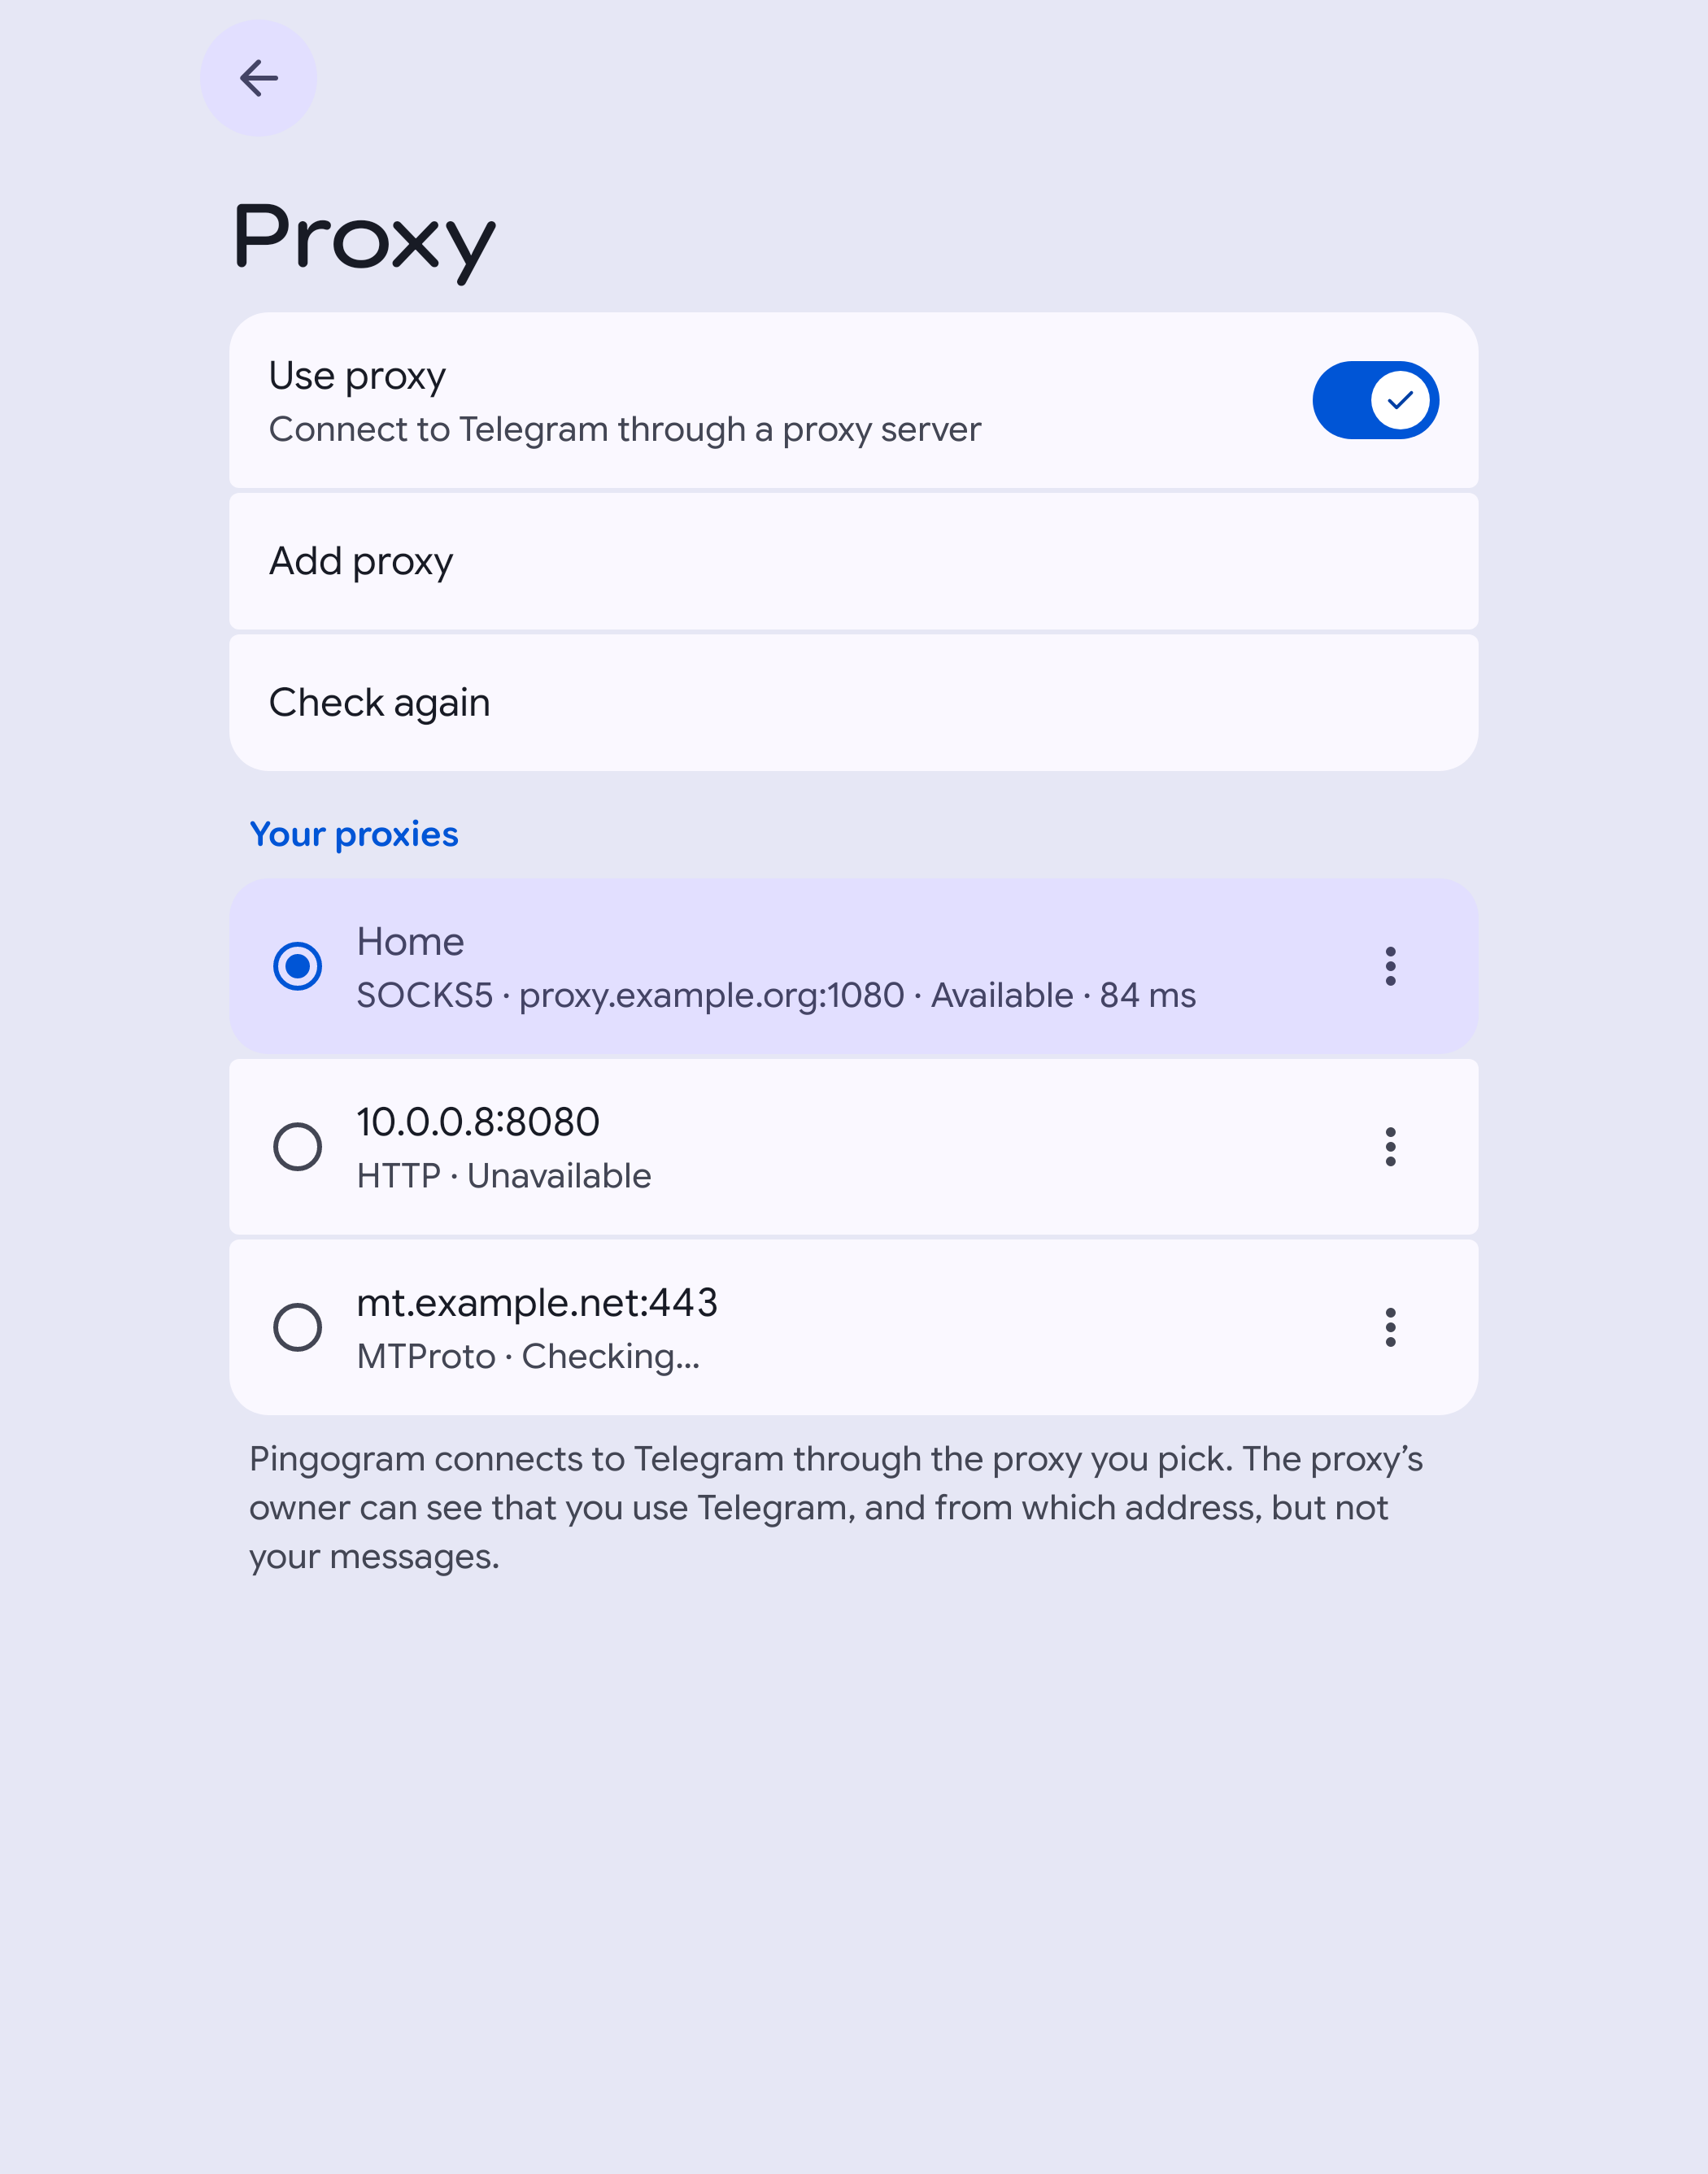 Proxy
Use proxy
Connect to Telegram through a proxy server
Add proxy
Check again
Your proxies
Home
SOCKS5 · proxy.example.org:1080 · Available · 84 ms
10.0.0.8:8080
HTTP · Unavailable
mt.example.net:443
MTProto · Checking…
Pingogram connects to Telegram through the proxy you pick. The proxy’s
owner can see that you use Telegram, and from which address, but not
your messages.